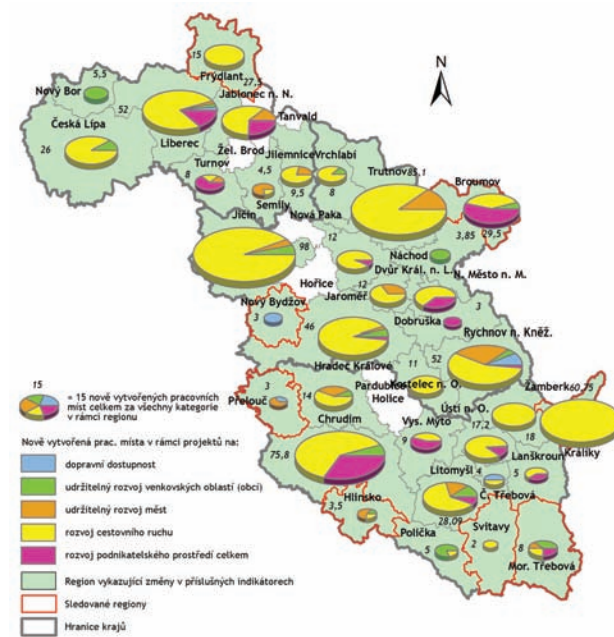 15
Frýdlant
27,5
5,5
Nový Bor
Jablonec n. N.
52
Tanvald
Česká Lípa
Liberec
Žel. Brod
26
Jilemnice
Vrchlabí
Turnov
4,5
Trutnov
85,1
Broumov
8
Semily
9,5
8
Nová Paka
3,85
29,5
Jičín
98
12
Náchod
Dvůr Král. n. L.
N. Město n. M.
Hořice
12
Jaroměř
Nový Bydžov
3
3
46
Dobruška
Rychnov n. Kněž.
Hradec Králové
11
52
Pardubice
Kostelec n. O.
Žamberk
60,75
15
3
14
Holice
= 15 nově vytvořených pracovních
míst celkem za všechny kategorie
v rámci regionu
Přelouč
Chrudim
Ústí n. O.
Vys. Mýto
17,2
18
Králíky
Nově vytvořená prac. místa v rámci projektů na:
75,8
9
Lanškroun
Litomyšl
4
5
dopravní dostupnost
Č. Třebová
udržitelný rozvoj venkovských oblastí (obcí)
Hlinsko
3,5
28,09
udržitelný rozvoj měst
Svitavy
Polička
rozvoj cestovního ruchu
5
2
8
rozvoj podnikatelského prostředí celkem
Mor. Třebová
Region vykazující změny v příslušných indikátorech
Sledované regiony
Hranice krajů
N